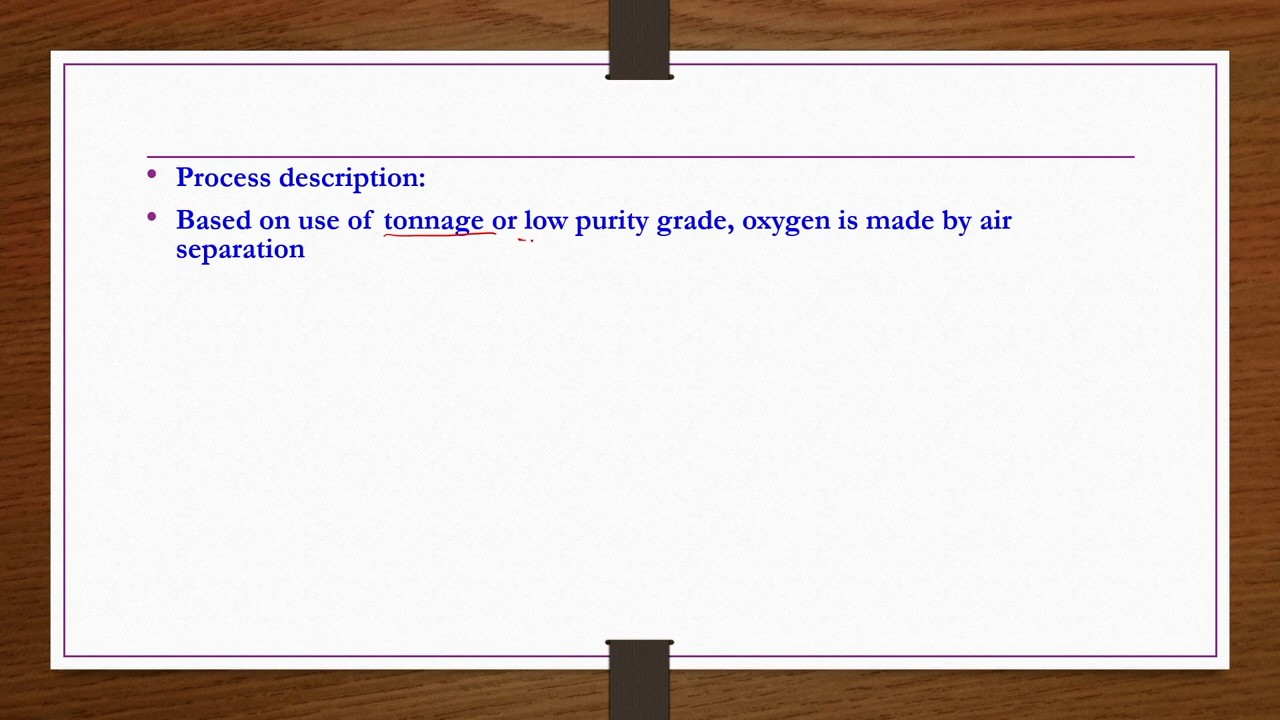 • Process description:
• Based on use of tonnage or low purity grade, oxygen is made by air
separation